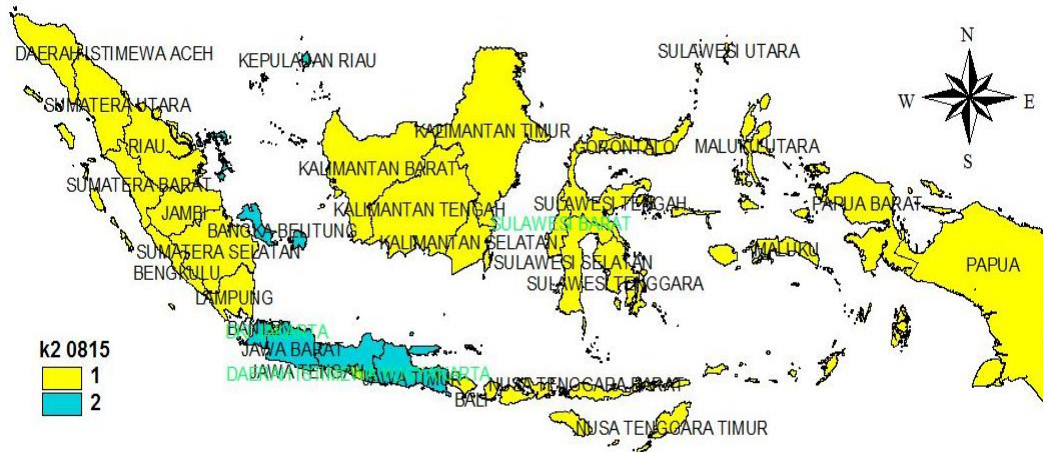 DAERAH ISTIMEWA ACEH
KEPULAUAN RIAU
SULAWESI UTARA
N
W
E
S
SUMATERA UTARA
RIAU
KALIMANTAN TIMUR
GORONTALO
MALUKU UTARA
KALIMANTAN BARAT
SUMATERA BARAT
JAMBI
KALIMANTAN TENGAH
SULAWESI TENGAH
PAPUA BARAT
BANGKA-BELITUNG
SULAWESI BARAT
SUMATERA SELATAN
KALIMANTAN SELATAN
MALUKU
BENGKULU
SULAWESI SELATAN
PAPUA
LAMPUNG
SULAWESI TENGGARA
k2 0815
1
2
JAWA BARAT
JAWA TENGAH
JAWA TIMUR
NUSA TENGGARA BARAT
BALI
NUSA TENGGARA TIMUR